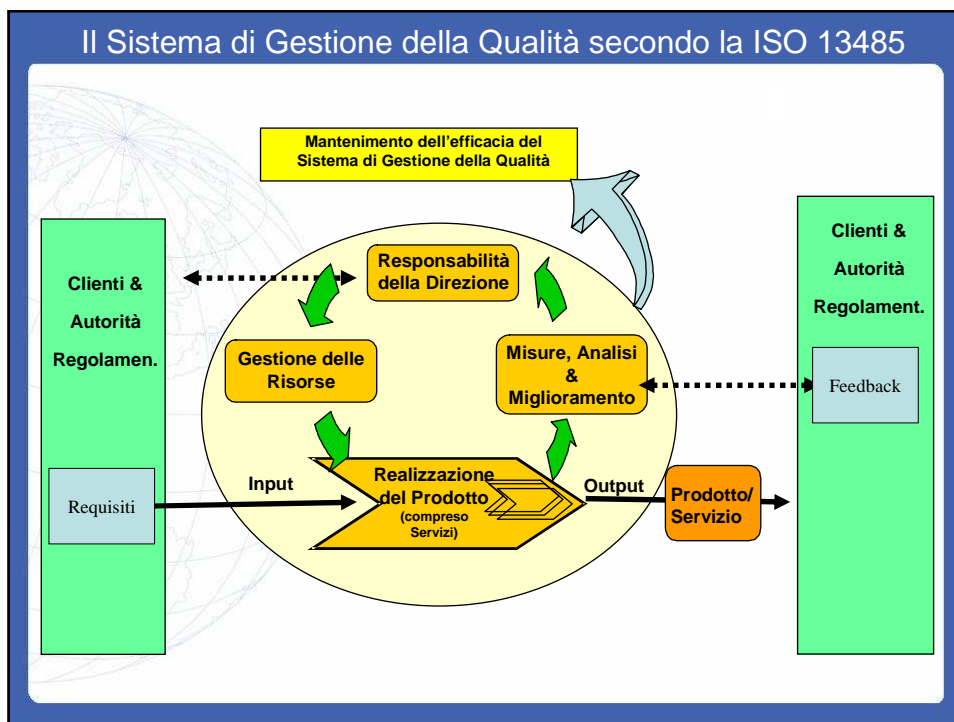 Il Sistema di Gestione della Qualità secondo la ISO 13485
Mantenimento dell'efficacia del
Sistema di Gestione della Qualità
Clienti &
Autorità
Regolamen.
Requisiti
Responsabilità
della Direzione
Gestione delle
Risorse
Misure, Analisi
&
Miglioramento
Input
Realizzazione
del Prodotto
(compreso
Servizi)
Output
Prodotto/
Servizio
Clienti &
Autorità
Regolament.
Feedback